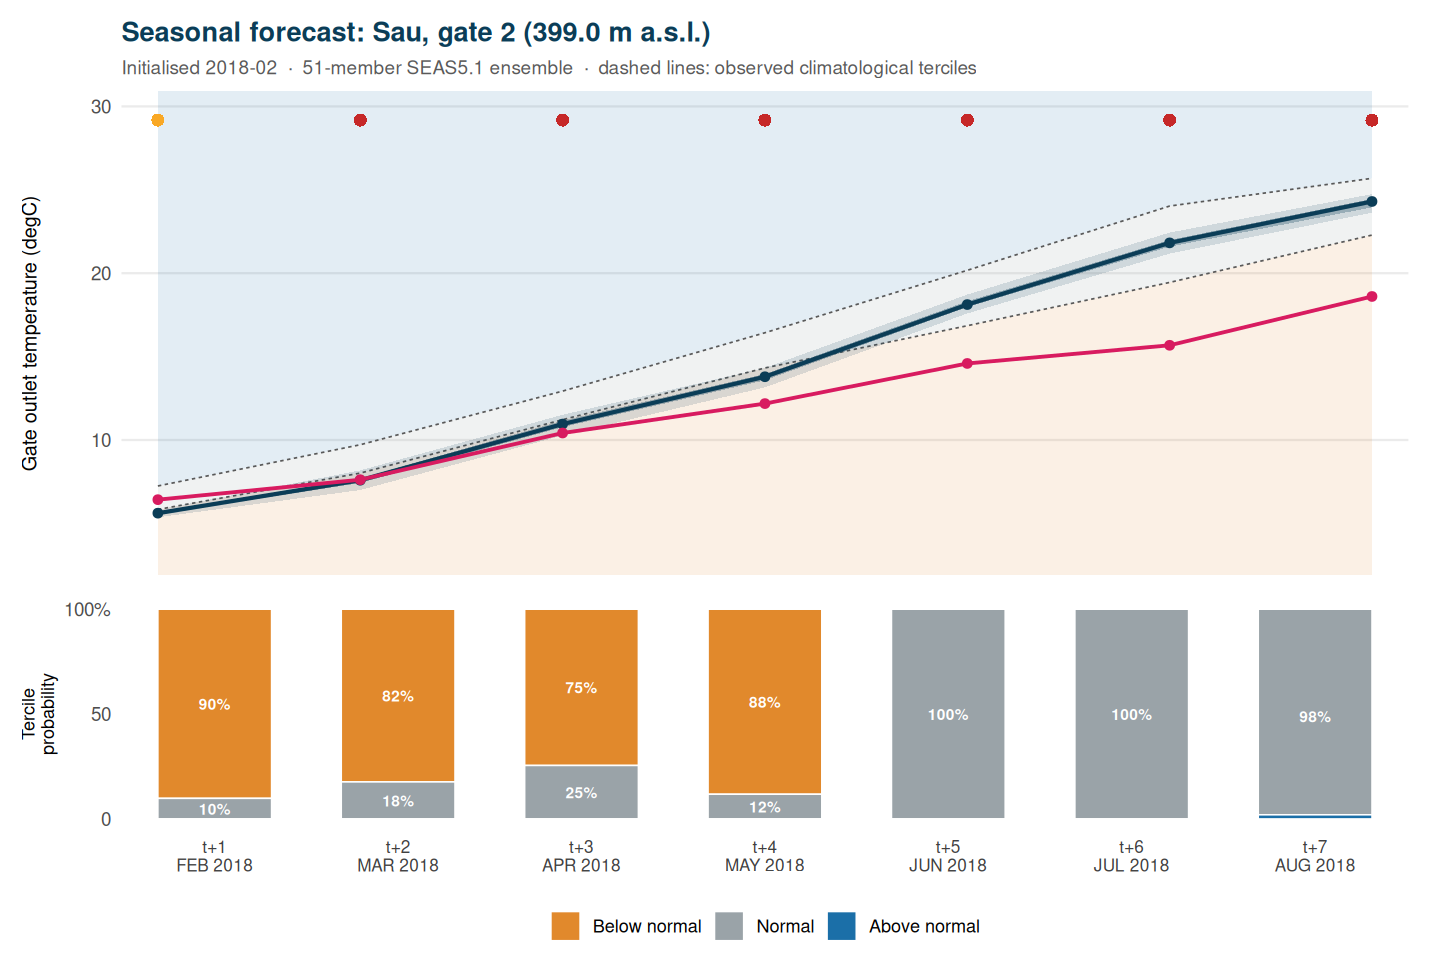 Seasonal forecast: Sau, gate 2 (399.0 m a.s.l.)
Initialised 2018-02 · 51-member SEAS5.1 ensemble · dashed lines: observed climatological terciles
Gate outlet temperature (degC)
30
20
10
Tercile
probability
100%
50
0
90%
10%
82%
18%
75%
25%
88%
12%
100%
100%
98%
t+1
FEB 2018
t+2
MAR 2018
t+3
APR 2018
t+4
MAY 2018
t+5
JUN 2018
t+6
JUL 2018
t+7
AUG 2018
Below normal
Normal
Above normal